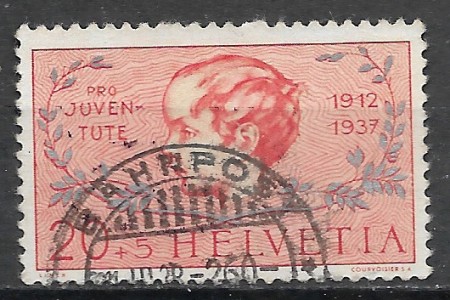 PRO
JUVEN-
TUTE
1912
1937
20+5 HELVETIA
COURVOISIER S.A.